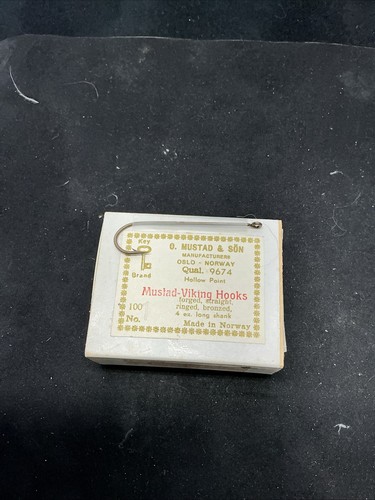 Key
Brand
O. MUSTAD & SÖN
MANUFACTURERS
OSLO - NORWAY
Qual. 9674
Hollow Point
Mustad-Viking Hooks
forged, straight,
ringed, bronzed,
4 ex. long shank
100
No.
Made in Norway